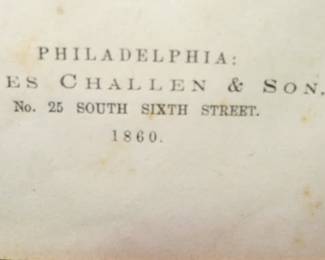 PHILADELPHIA:
ES CHALLEN & SON,
No. 25 SOUTH SIXTH STREET.
1860.